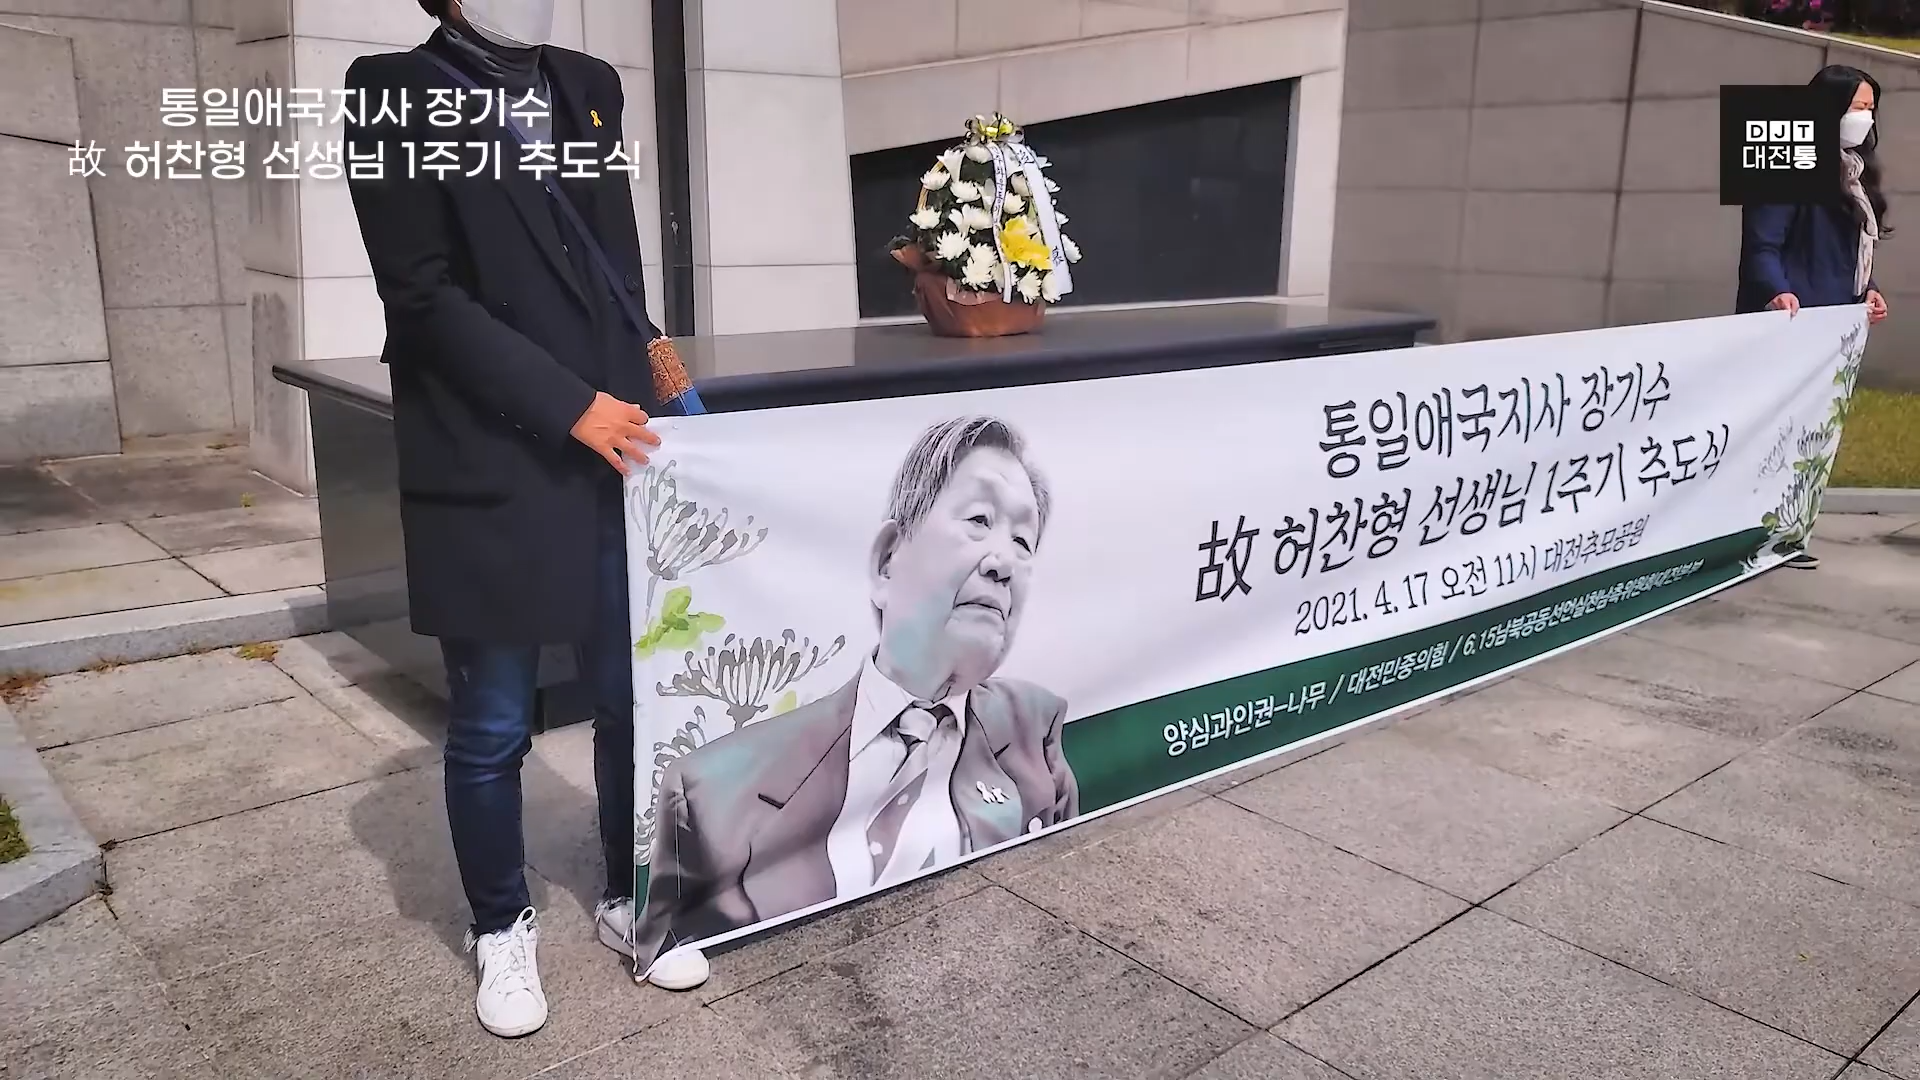 통일애국지사 장기수
故 허찬형 선생님 1주기 추도식
DJT
대전통
통일애국지사 장기수
故 허찬형 선생님 1주기 추도식
2021. 4. 17 오전 11시 대전추모공원
양심과인권-나무 / 대전민중의힘 / 6.15남북공동선언실천남측위원회대전본부